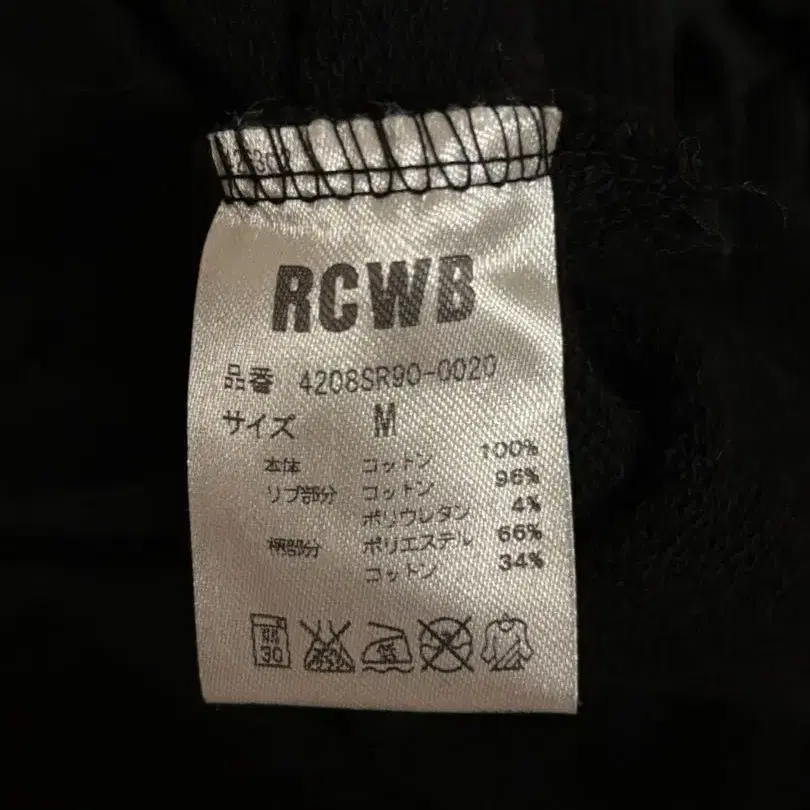 RCWB
品番 4208SR90-0020
サイズ M
本体 コットン 100%
リブ部分 コットン 96%
ポリウレタン 4%
柄部分 ポリエステル 66%
コットン 34%
30